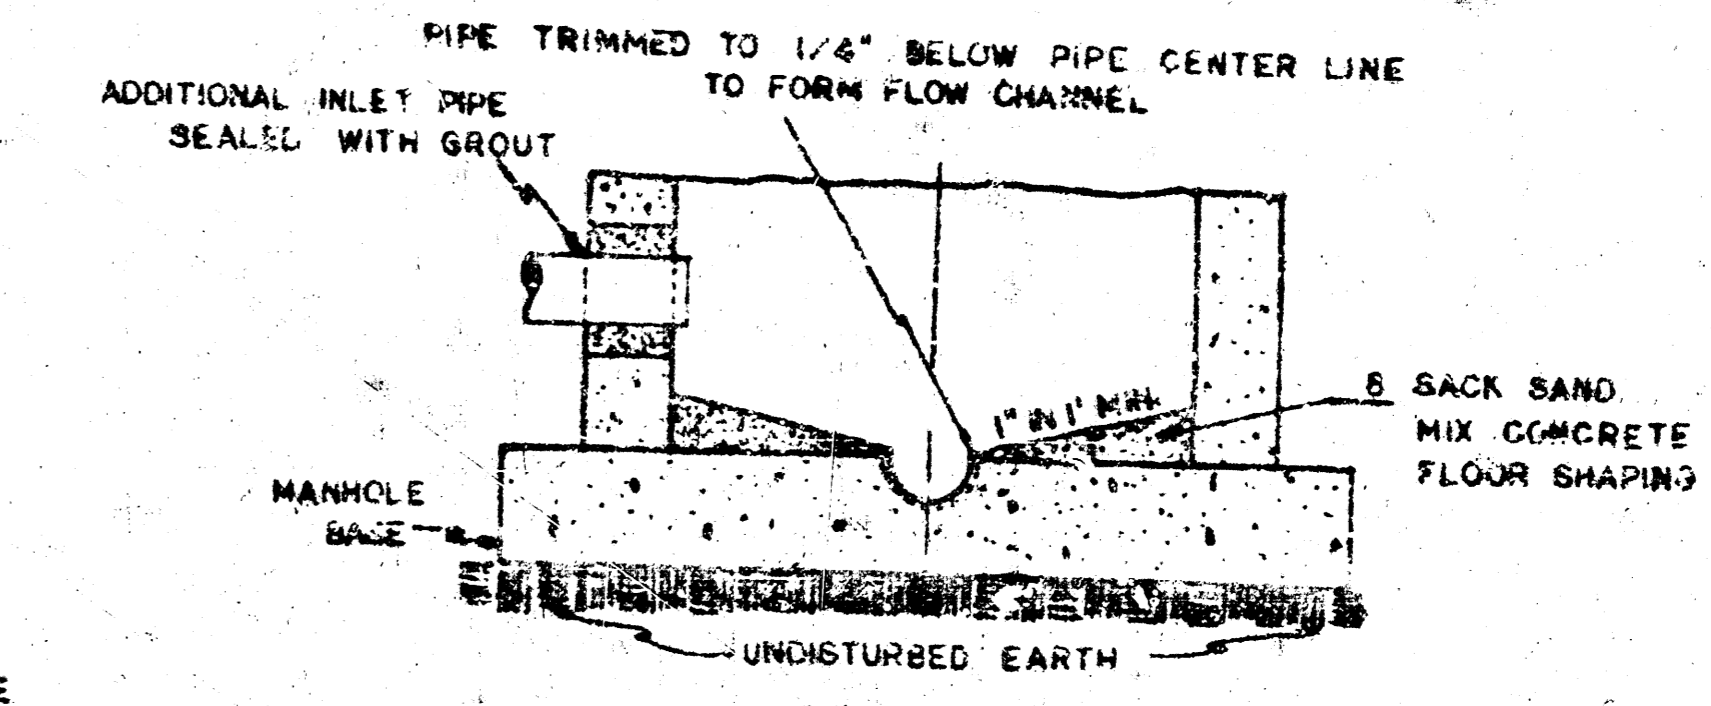 PIPE TRIMMED TO 1/4" BELOW PIPE CENTER LINE
TO FORM FLOW CHANNEL
ADDITIONAL INLET PIPE
SEALED WITH GROUT
1" IN 1' MIN
8 SACK SAND
MIX CONCRETE
FLOOR SHAPING
MANHOLE
BASE
UNDISTURBED EARTH